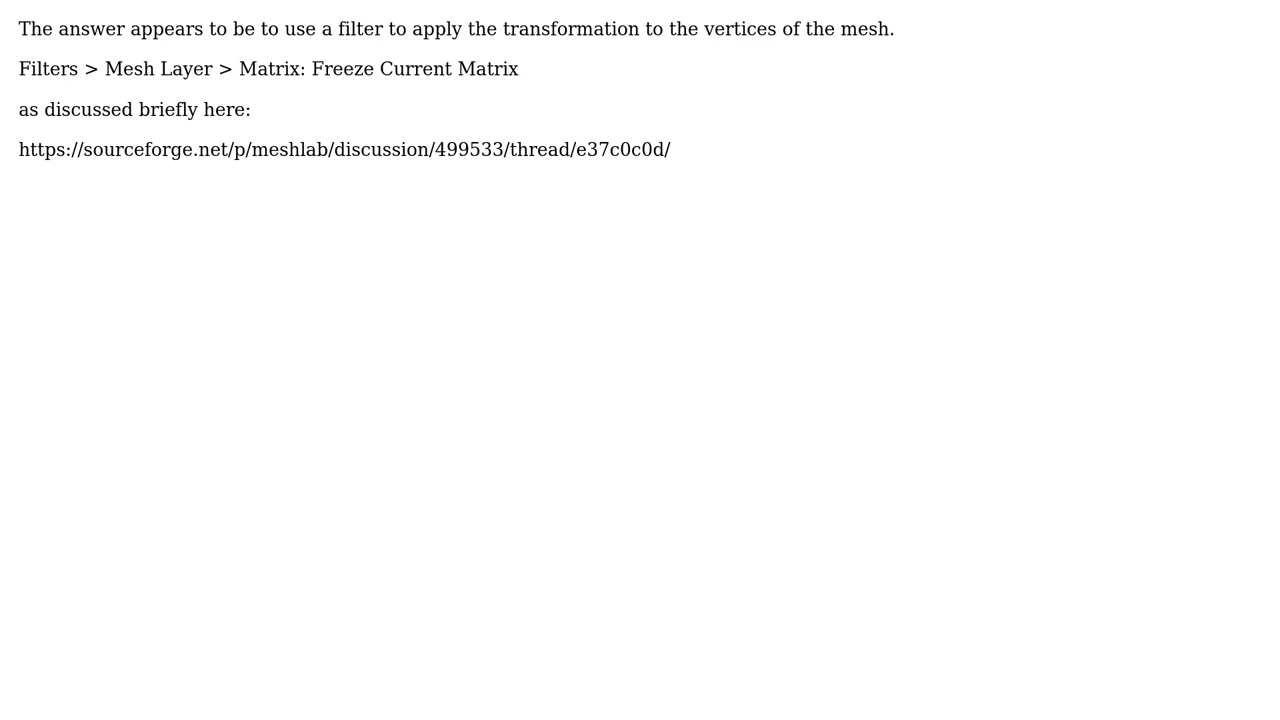 The answer appears to be to use a filter to apply the transformation to the vertices of the mesh.
Filters > Mesh Layer > Matrix: Freeze Current Matrix
as discussed briefly here:
https://sourceforge.net/p/meshlab/discussion/499533/thread/e37c0c0d/